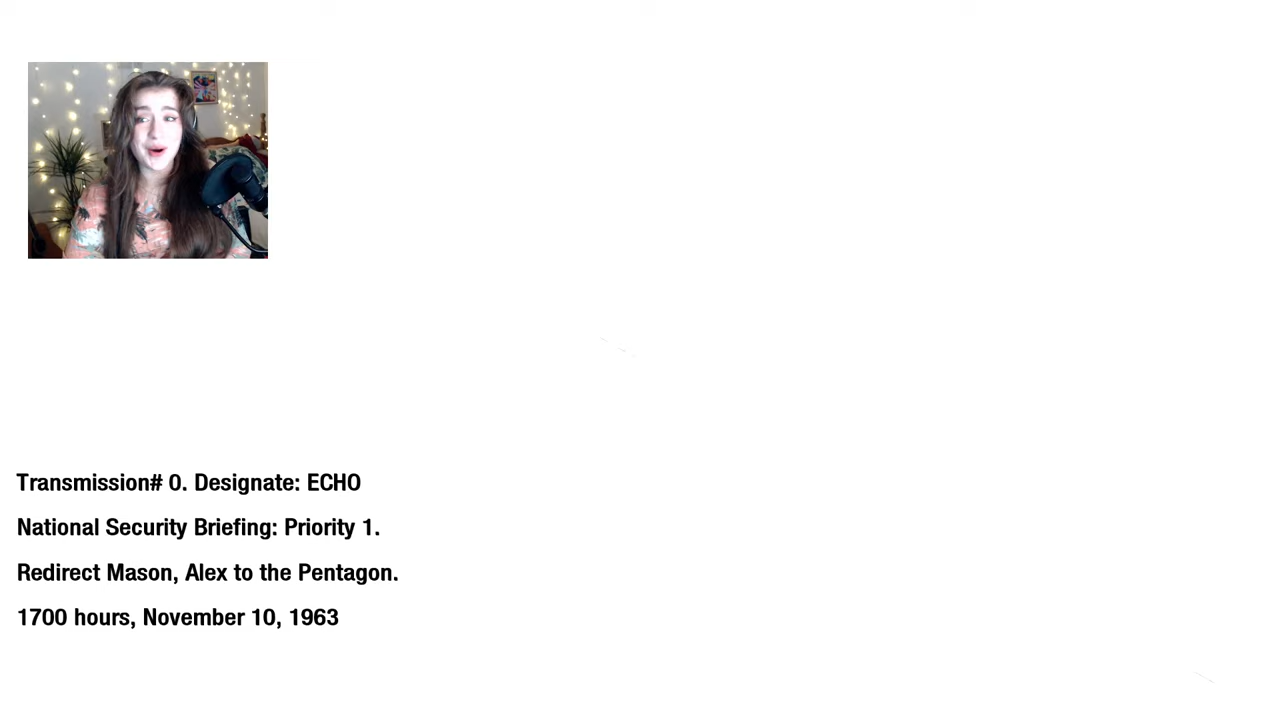 Transmission# 0. Designate: ECHO
National Security Briefing: Priority 1.
Redirect Mason, Alex to the Pentagon.
1700 hours, November 10, 1963